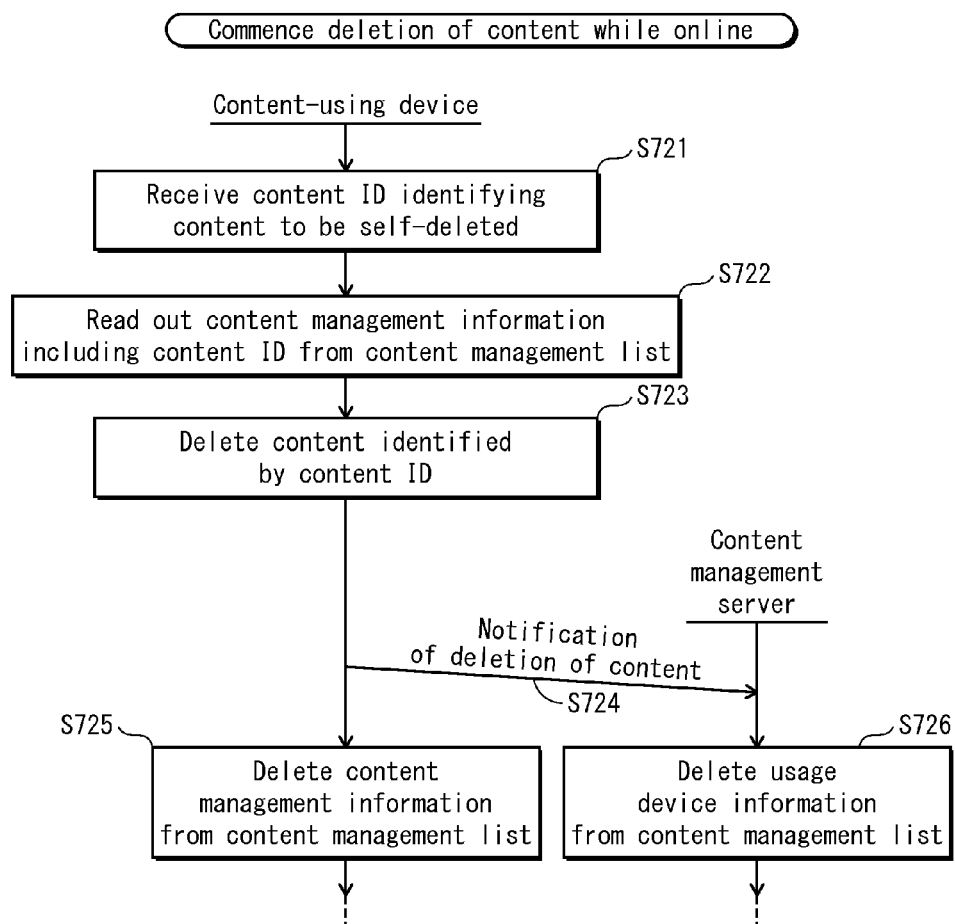 Commence deletion of content while online
Content-using device
S721
Receive content ID identifying
content to be self-deleted
S722
Read out content management information
including content ID from content management list
S723
Delete content identified
by content ID
Content
management
server
Notification
of deletion of content
S724
S725
Delete content
management information
from content management list
S726
Delete usage
device information
from content management list